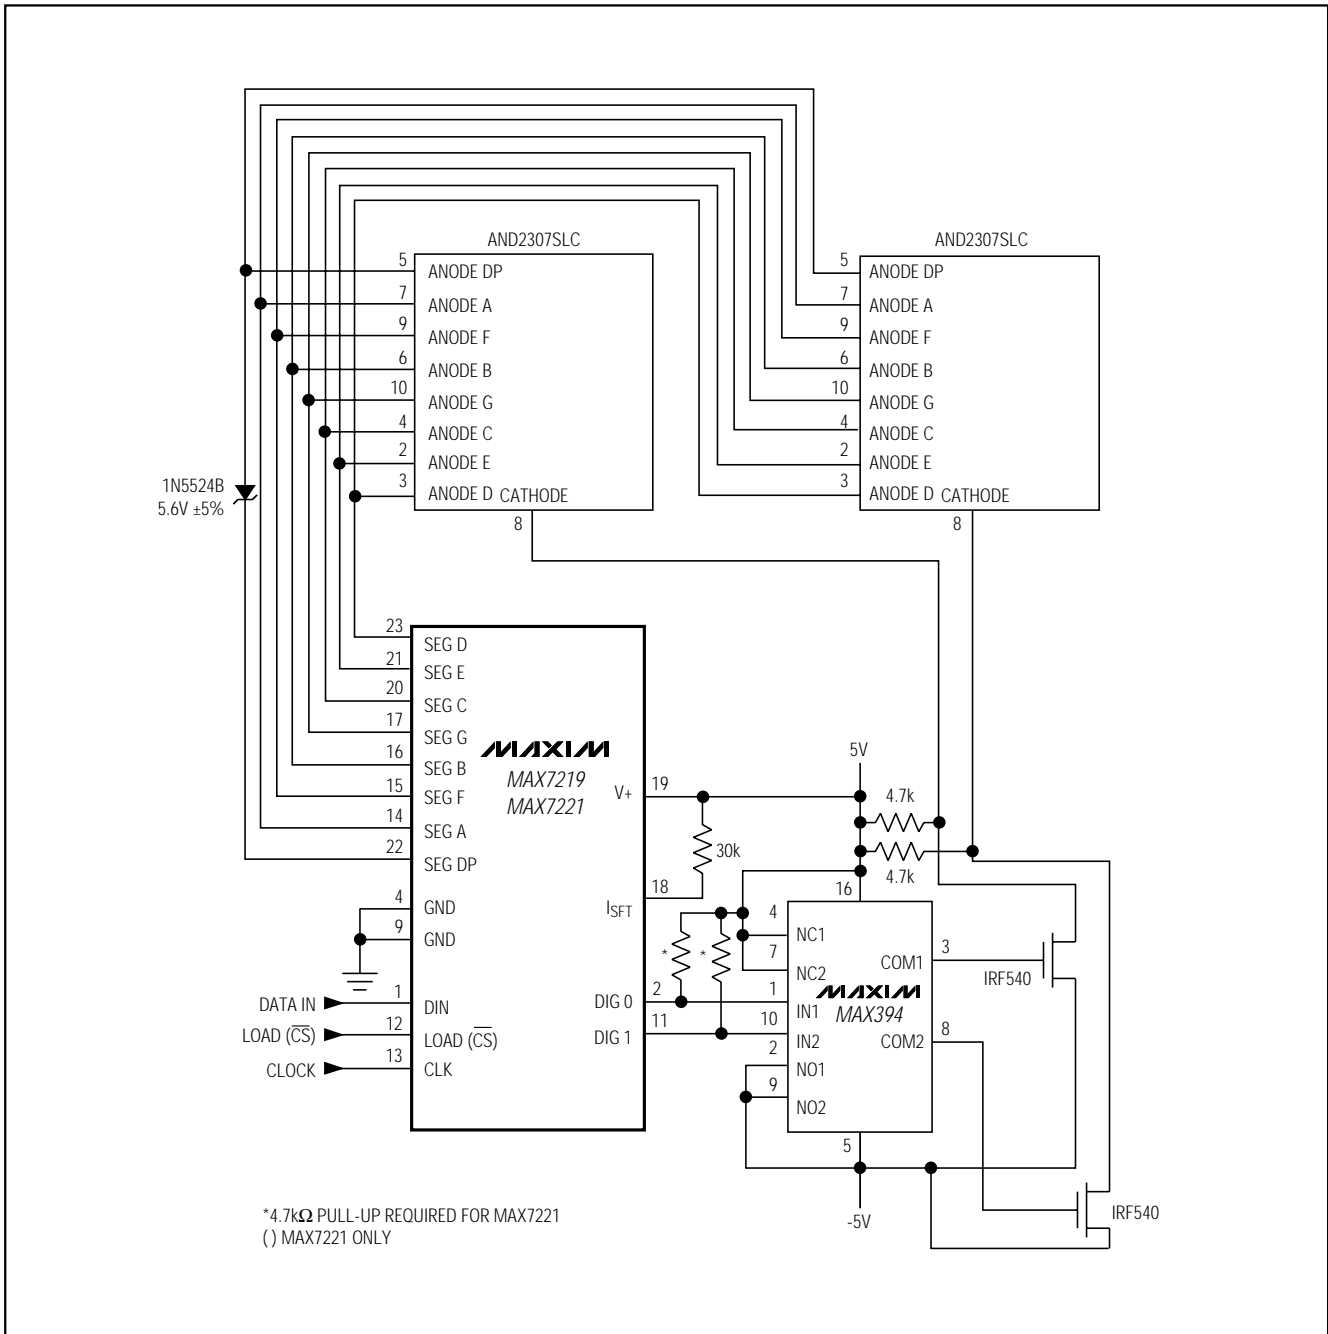 AND2307SLC
5 ANODE DP
7 ANODE A
9 ANODE F
6 ANODE B
10 ANODE G
4 ANODE C
2 ANODE E
3 ANODE D CATHODE
8
AND2307SLC
5 ANODE DP
7 ANODE A
9 ANODE F
6 ANODE B
10 ANODE G
4 ANODE C
2 ANODE E
3 ANODE D CATHODE
8
1N5524B
5.6V ±5%
23 SEG D
21 SEG E
20 SEG C
17 SEG G
16 SEG B
15 SEG F
14 SEG A
22 SEG DP
4 GND
9 GND
DATA IN 1 DIN
LOAD (C̅S̅) 12 LOAD (C̅S̅)
CLOCK 13 CLK
MAXIM
MAX7219
MAX7221
V+ 19
ISFT 18
DIG 0 2
DIG 1 11
30k
*
*
5V
4.7k
4.7k
16
4 NC1
7 NC2
1 IN1
10 IN2
2 NO1
9 NO2
COM1 3
COM2 8
MAXIM
MAX394
5
-5V
IRF540
IRF540
*4.7kΩ PULL-UP REQUIRED FOR MAX7221
( ) MAX7221 ONLY